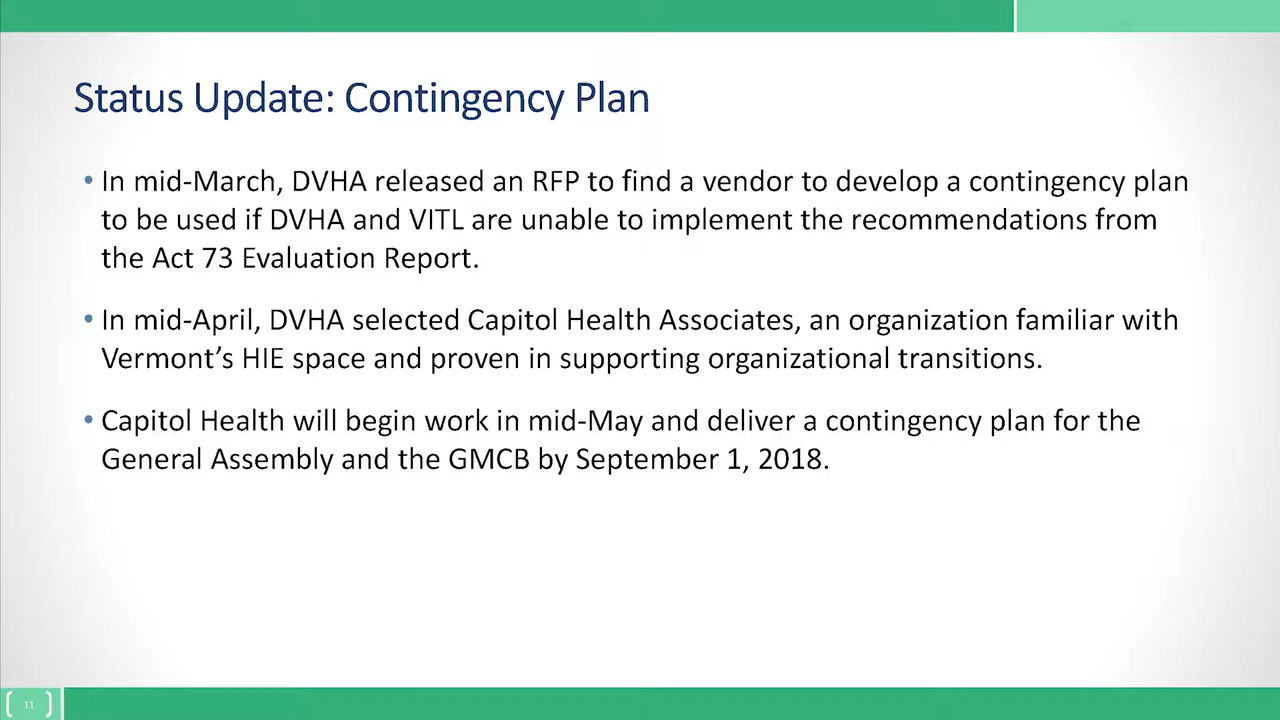 Status Update: Contingency Plan
• In mid-March, DVHA released an RFP to find a vendor to develop a contingency plan
to be used if DVHA and VITL are unable to implement the recommendations from
the Act 73 Evaluation Report.
• In mid-April, DVHA selected Capitol Health Associates, an organization familiar with
Vermont’s HIE space and proven in supporting organizational transitions.
• Capitol Health will begin work in mid-May and deliver a contingency plan for the
General Assembly and the GMCB by September 1, 2018.
11